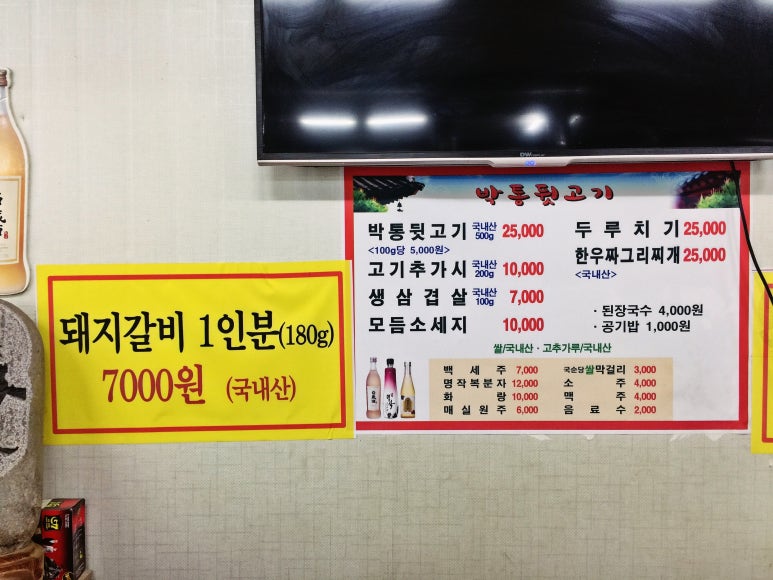 DW
돼지갈비 1인분(180g)
7000원 (국내산)
박통뒷고기
박통뒷고기 국내산 500g 25,000
<100g당 5,000원>
고기추가시 국내산 200g 10,000
생삼겹살 국내산 100g 7,000
모듬소세지 10,000
두루치기 25,000
한우짜그리찌개 25,000
<국내산>
· 된장국수 4,000원
· 공기밥 1,000원
쌀/국내산 · 고추가루/국내산
백세주 7,000
명작복분자 12,000
화랑 10,000
매실원주 6,000
국순당쌀막걸리 3,000
소주 4,000
맥주 4,000
음료수 2,000
G7